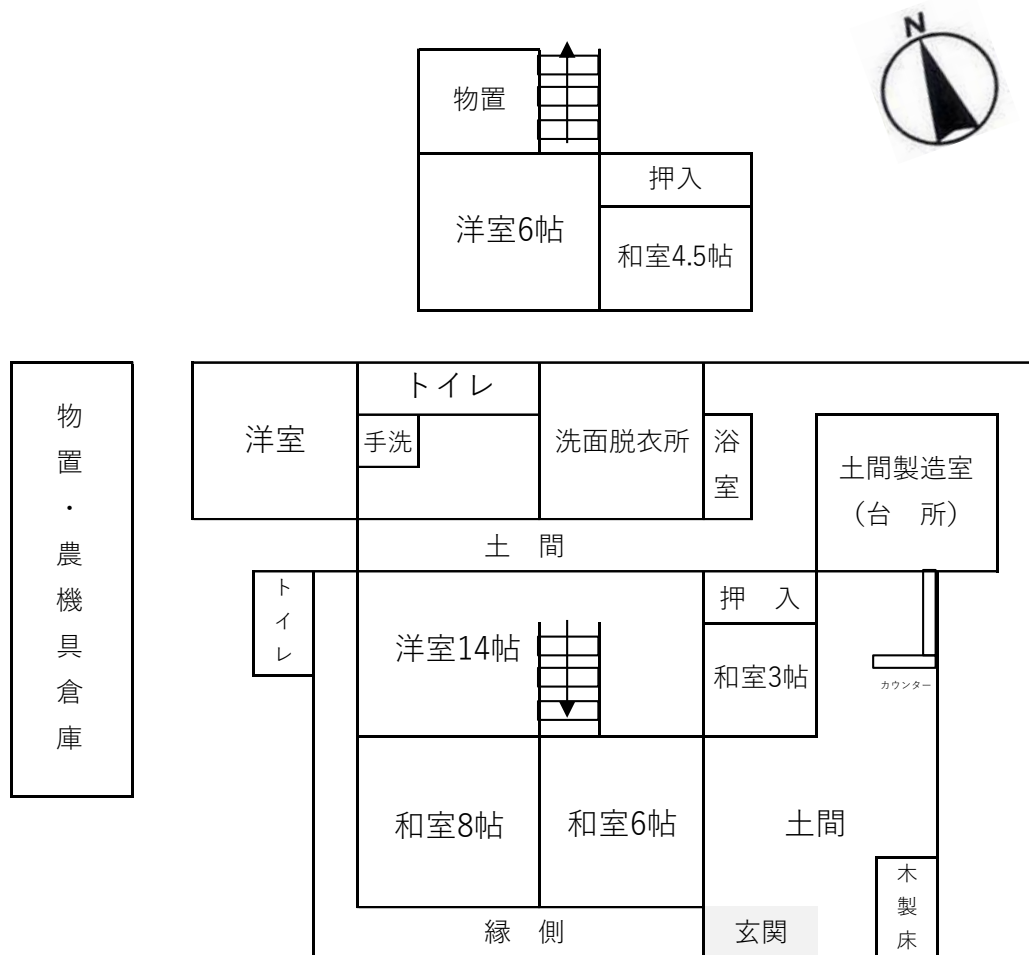 N
物置
押入
洋室6帖
和室4.5帖
物置・農機具倉庫
洋室
トイレ
手洗
洗面脱衣所
浴室
土間製造室
（台　所）
土　間
トイレ
洋室14帖
押　入
和室3帖
カウンター
和室8帖
和室6帖
土間
木製床
縁　側
玄関